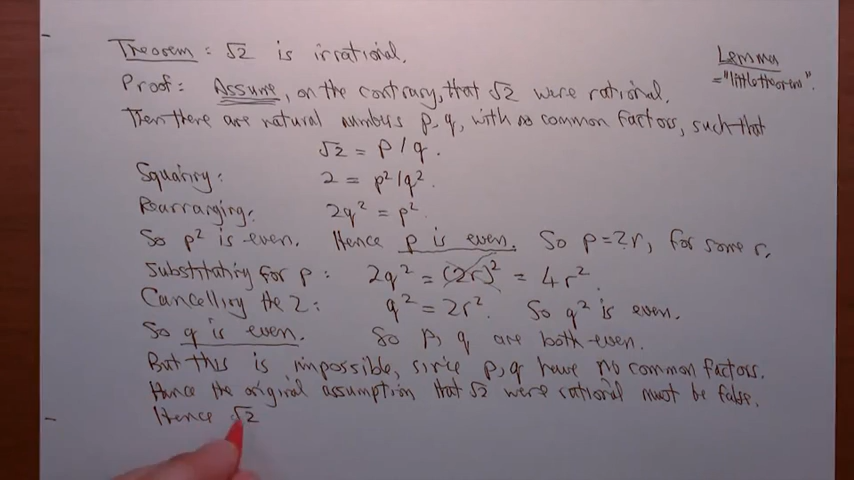 Theorem : √2 is irrational.
Lemma
= "little theorem".
Proof: Assume, on the contrary, that √2 were rational.
Then there are natural numbers p, q, with no common factors, such that
√2 = p / q.
Squaring: 2 = p²/q².
Rearranging: 2q² = p².
So p² is even. Hence p is even. So p = 2r, for some r.
Substituting for p : 2q² = (2r)² = 4r².
Cancelling the 2 : q² = 2r². So q² is even.
So q is even. So p, q are both even.
But this is impossible, since p, q have no common factors.
Hence the original assumption that √2 were rational must be false.
Hence √2